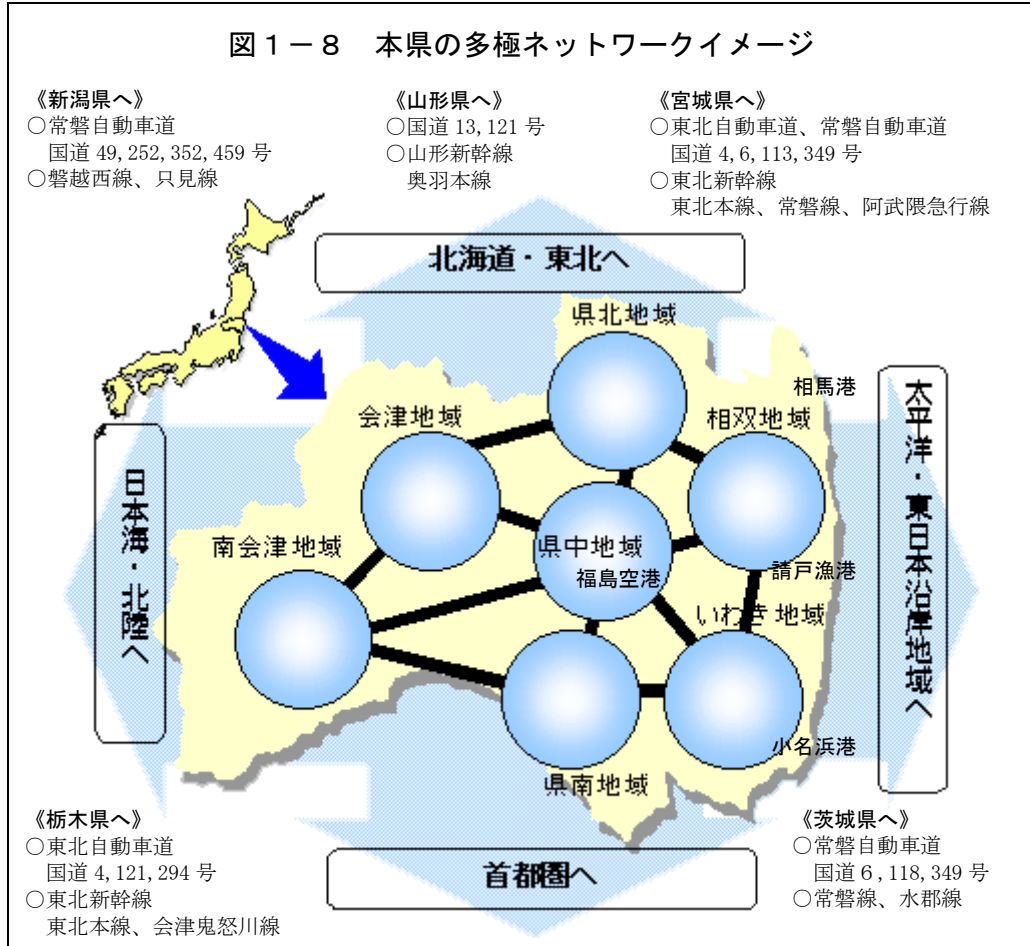 図1－8　本県の多極ネットワークイメージ
《新潟県へ》
○常磐自動車道
国道 49, 252, 352, 459 号
○磐越西線、只見線
《山形県へ》
○国道 13, 121 号
○山形新幹線
奥羽本線
《宮城県へ》
○東北自動車道、常磐自動車道
国道 4, 6, 113, 349 号
○東北新幹線
東北本線、常磐線、阿武隈急行線
北海道・東北へ
県北地域
相馬港
会津地域
相双地域
太平洋・東日本沿岸地域へ
日本海・北陸へ
南会津地域
県中地域
福島空港
請戸漁港
いわき地域
小名浜港
県南地域
《栃木県へ》
○東北自動車道
国道 4, 121, 294 号
○東北新幹線
東北本線、会津鬼怒川線
首都圏へ
《茨城県へ》
○常磐自動車道
国道６, 118, 349 号
○常磐線、水郡線